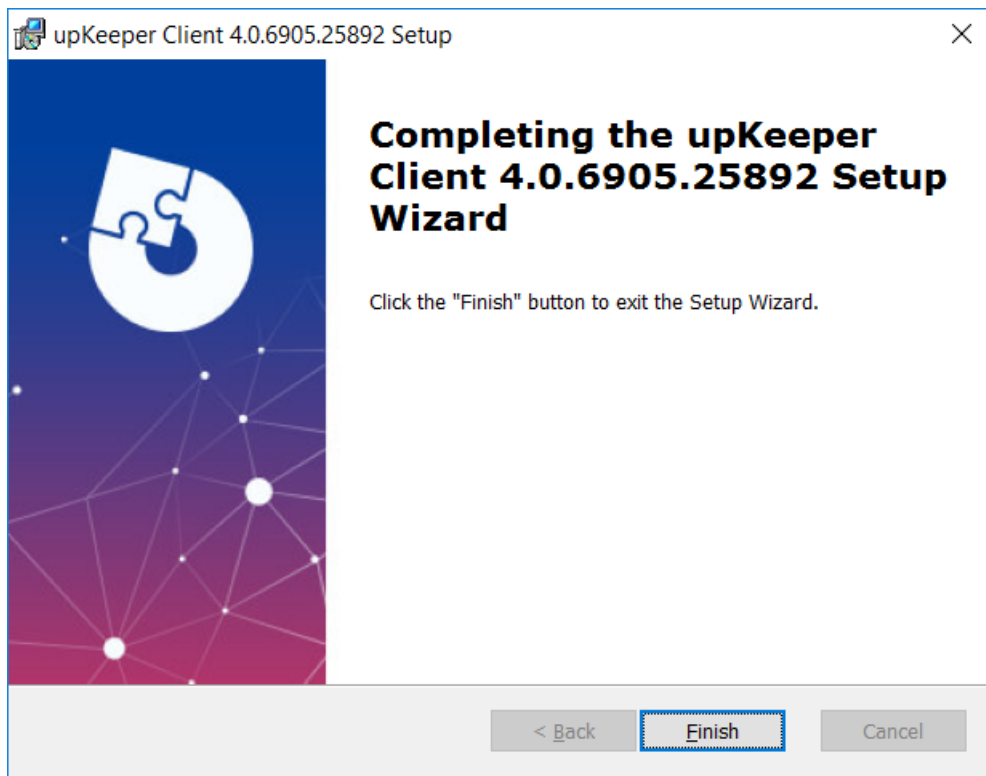 upKeeper Client 4.0.6905.25892 Setup
Completing the upKeeper
Client 4.0.6905.25892 Setup
Wizard
Click the "Finish" button to exit the Setup Wizard.
< Back
Finish
Cancel